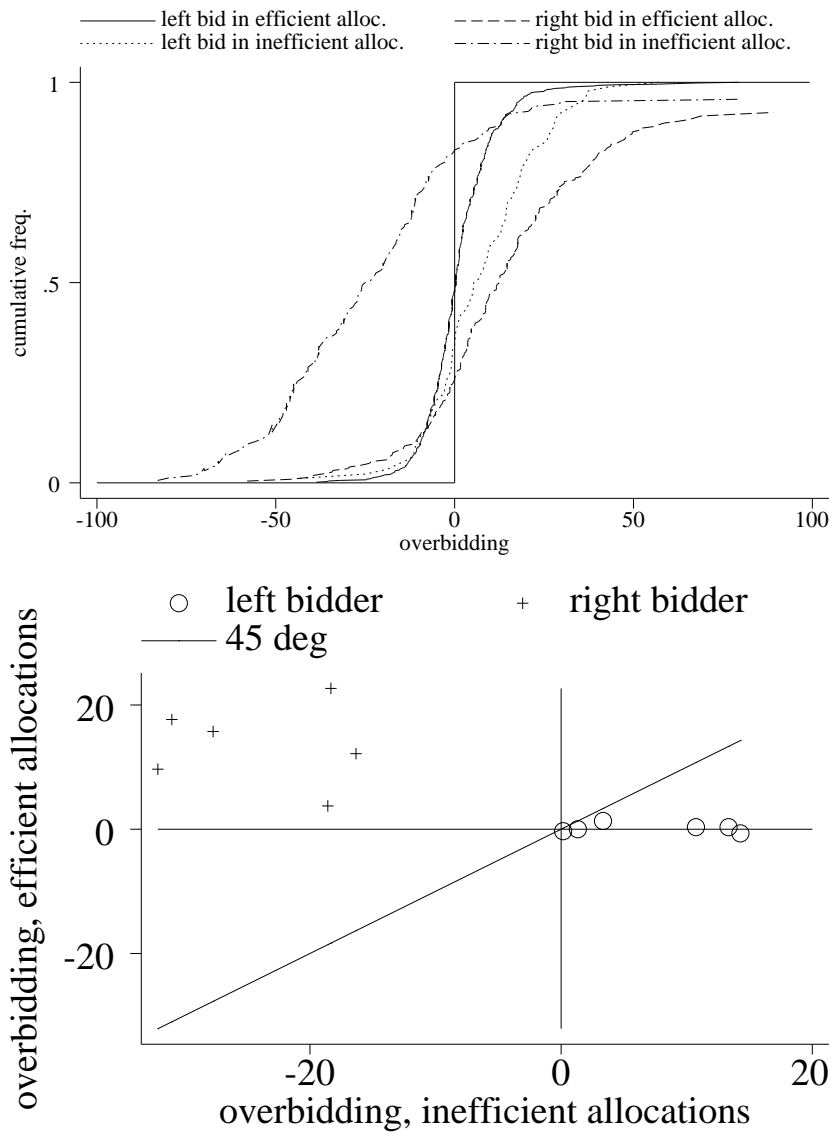 left bid in efficient alloc. right bid in efficient alloc.
left bid in inefficient alloc. right bid in inefficient alloc.
cumulative freq.
1
.5
0
-100 -50 0 50 100
overbidding
left bidder right bidder
45 deg
overbidding, efficient allocations
20
0
-20
-20 0 20
overbidding, inefficient allocations